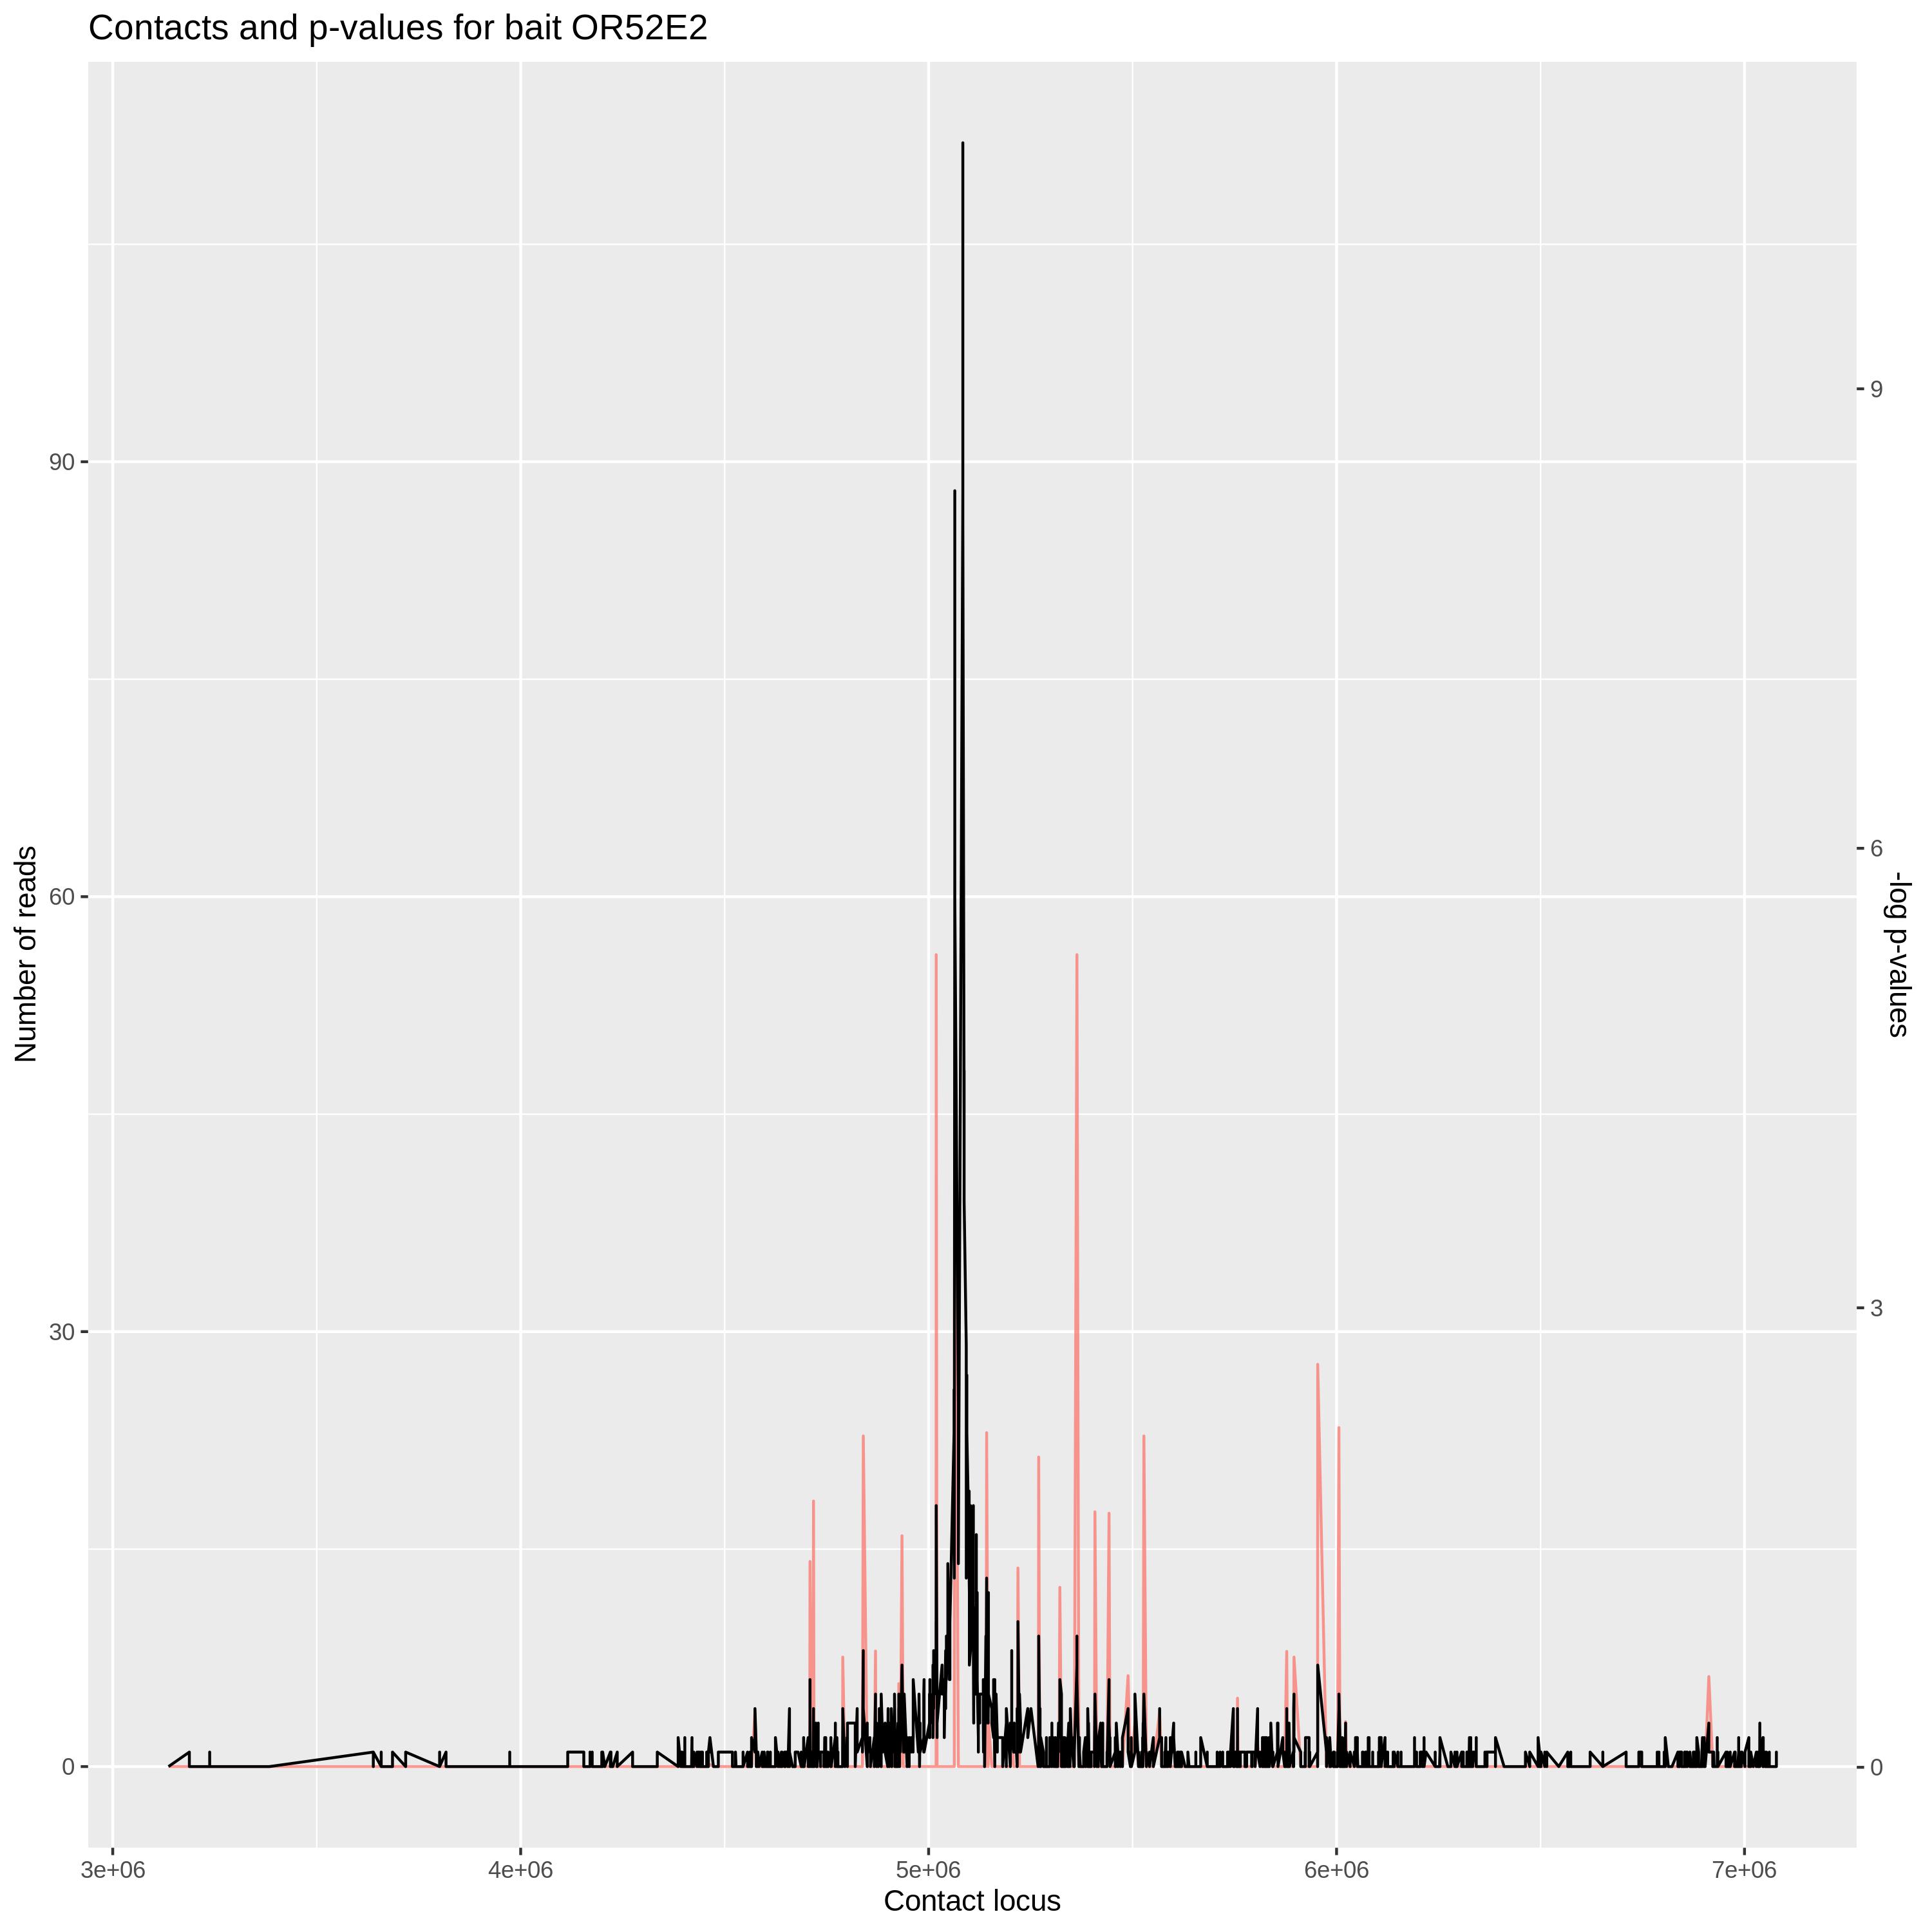 Contacts and p-values for bait OR52E2
90
60
30
0
9
6
3
0
Number of reads
-log p-values
3e+06
4e+06
5e+06
6e+06
7e+06
Contact locus